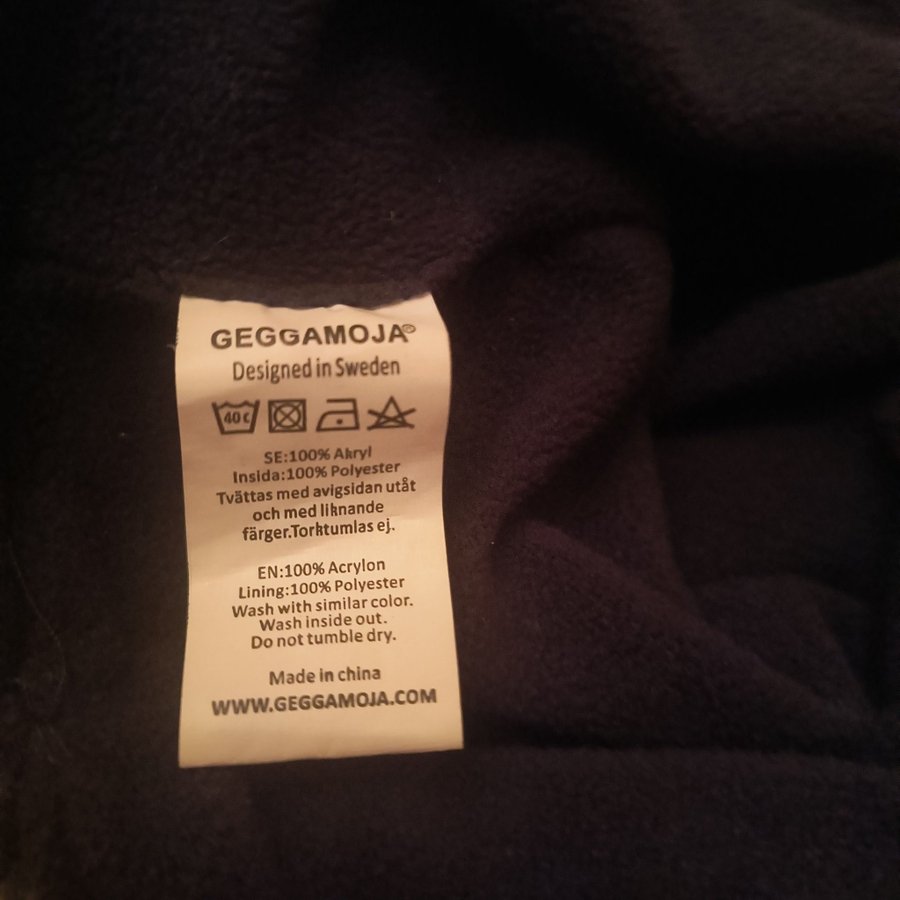 GEGGAMOJA®
Designed in Sweden
40c
SE:100% Akryl
Insida:100% Polyester
Tvättas med avigsidan utåt
och med liknande
färger.Torktumlas ej.
EN:100% Acrylon
Lining:100% Polyester
Wash with similar color.
Wash inside out.
Do not tumble dry.
Made in china
WWW.GEGGAMOJA.COM